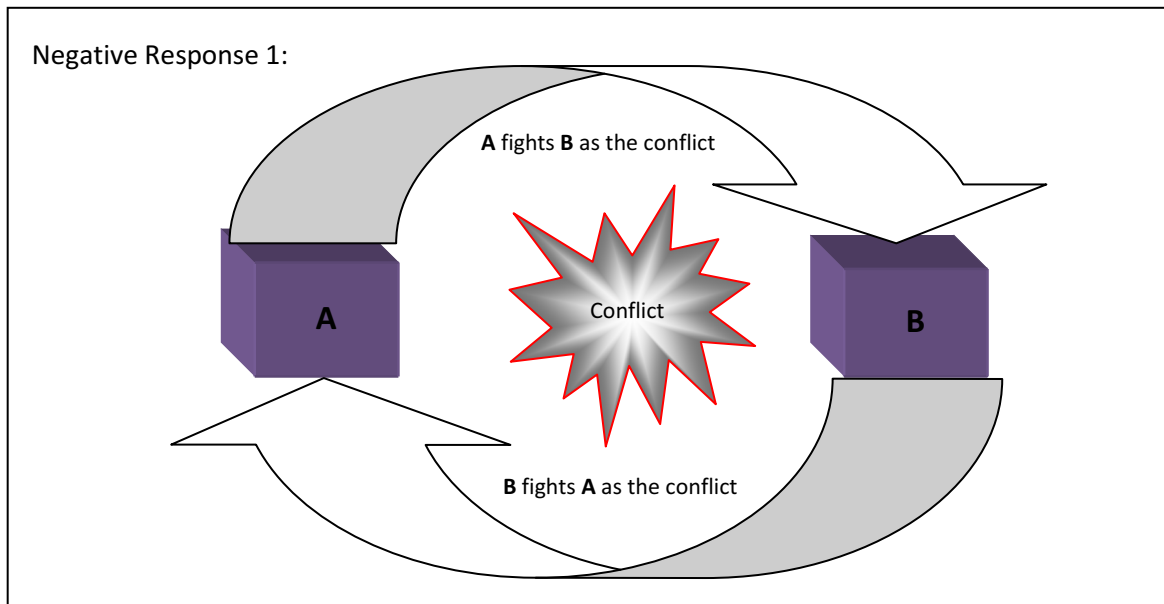 Negative Response 1:
A fights B as the conflict
A
Conflict
B
B fights A as the conflict